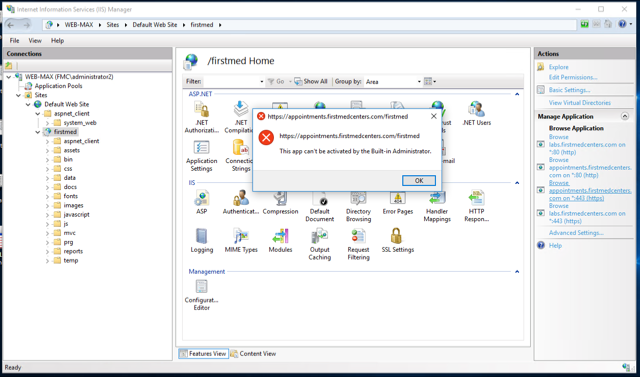 Internet Information Services (IIS) Manager
WEB-MAX
Sites
Default Web Site
firstmed
File View Help
Connections
WEB-MAX (FMC\administrator2)
Application Pools
Sites
Default Web Site
aspnet_client
system_web
firstmed
aspnet_client
assets
bin
css
data
docs
fonts
images
javascript
js
mvc
prg
reports
temp
/firstmed Home
Filter: Go Show All Group by: Area
ASP.NET
.NET
Authorizati...
.NET
Compilation
.NET Users
Application
Settings
Connection
Strings
https://appointments.firstmedcenters.com/firstmed
https://appointments.firstmedcenters.com/firstmed
This app can't be activated by the Built-in Administrator.
OK
IIS
ASP
Authenticat...
Compression
Default
Document
Directory
Browsing
Error Pages
Handler
Mappings
HTTP
Respon...
Logging
MIME Types
Modules
Output
Caching
Request
Filtering
SSL Settings
Management
Configurat...
Editor
Features View Content View
Actions
Explore
Edit Permissions...
Basic Settings...
View Virtual Directories
Manage Application
Browse Application
Browse
labs.firstmedcenters.com
on *:80 (http)
Browse
appointments.firstmedcenters.
com on *:80 (http)
Browse
appointments.firstmedcenters.
com on *:443 (https)
Browse
labs.firstmedcenters.com on
*:443 (https)
Advanced Settings...
Help
Ready